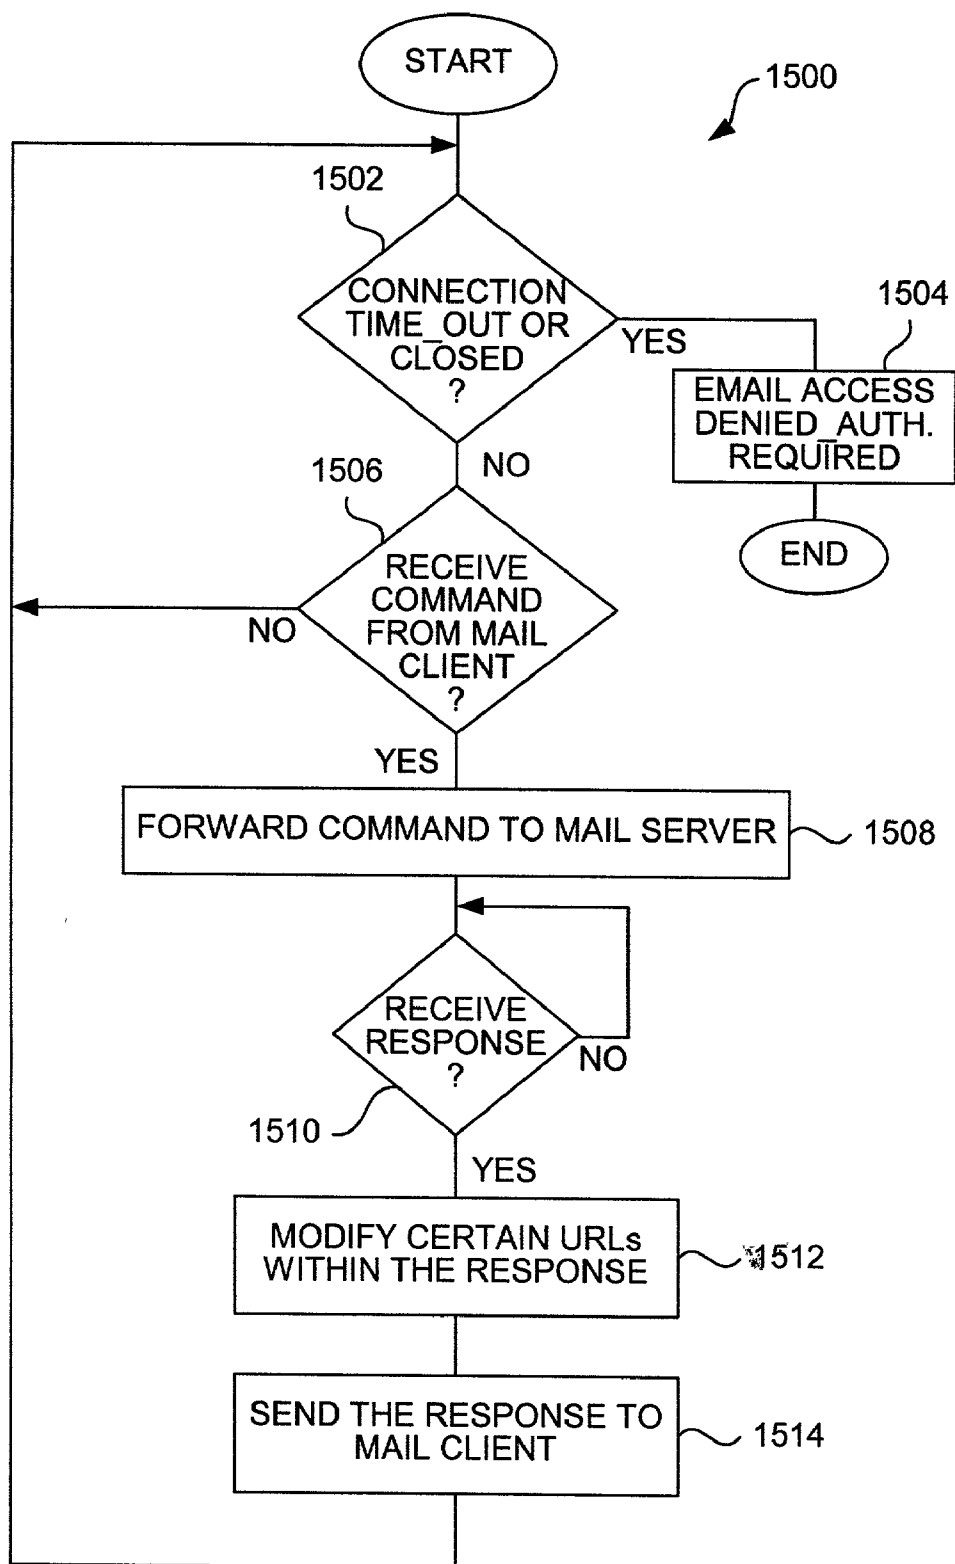 START
1500
1502
CONNECTION
TIME_OUT OR
CLOSED
?
YES
1504
EMAIL ACCESS
DENIED_AUTH.
REQUIRED
END
NO
1506
RECEIVE
COMMAND
FROM MAIL
CLIENT
?
NO
YES
FORWARD COMMAND TO MAIL SERVER
1508
RECEIVE
RESPONSE
?
NO
1510
YES
MODIFY CERTAIN URLs
WITHIN THE RESPONSE
1512
SEND THE RESPONSE TO
MAIL CLIENT
1514